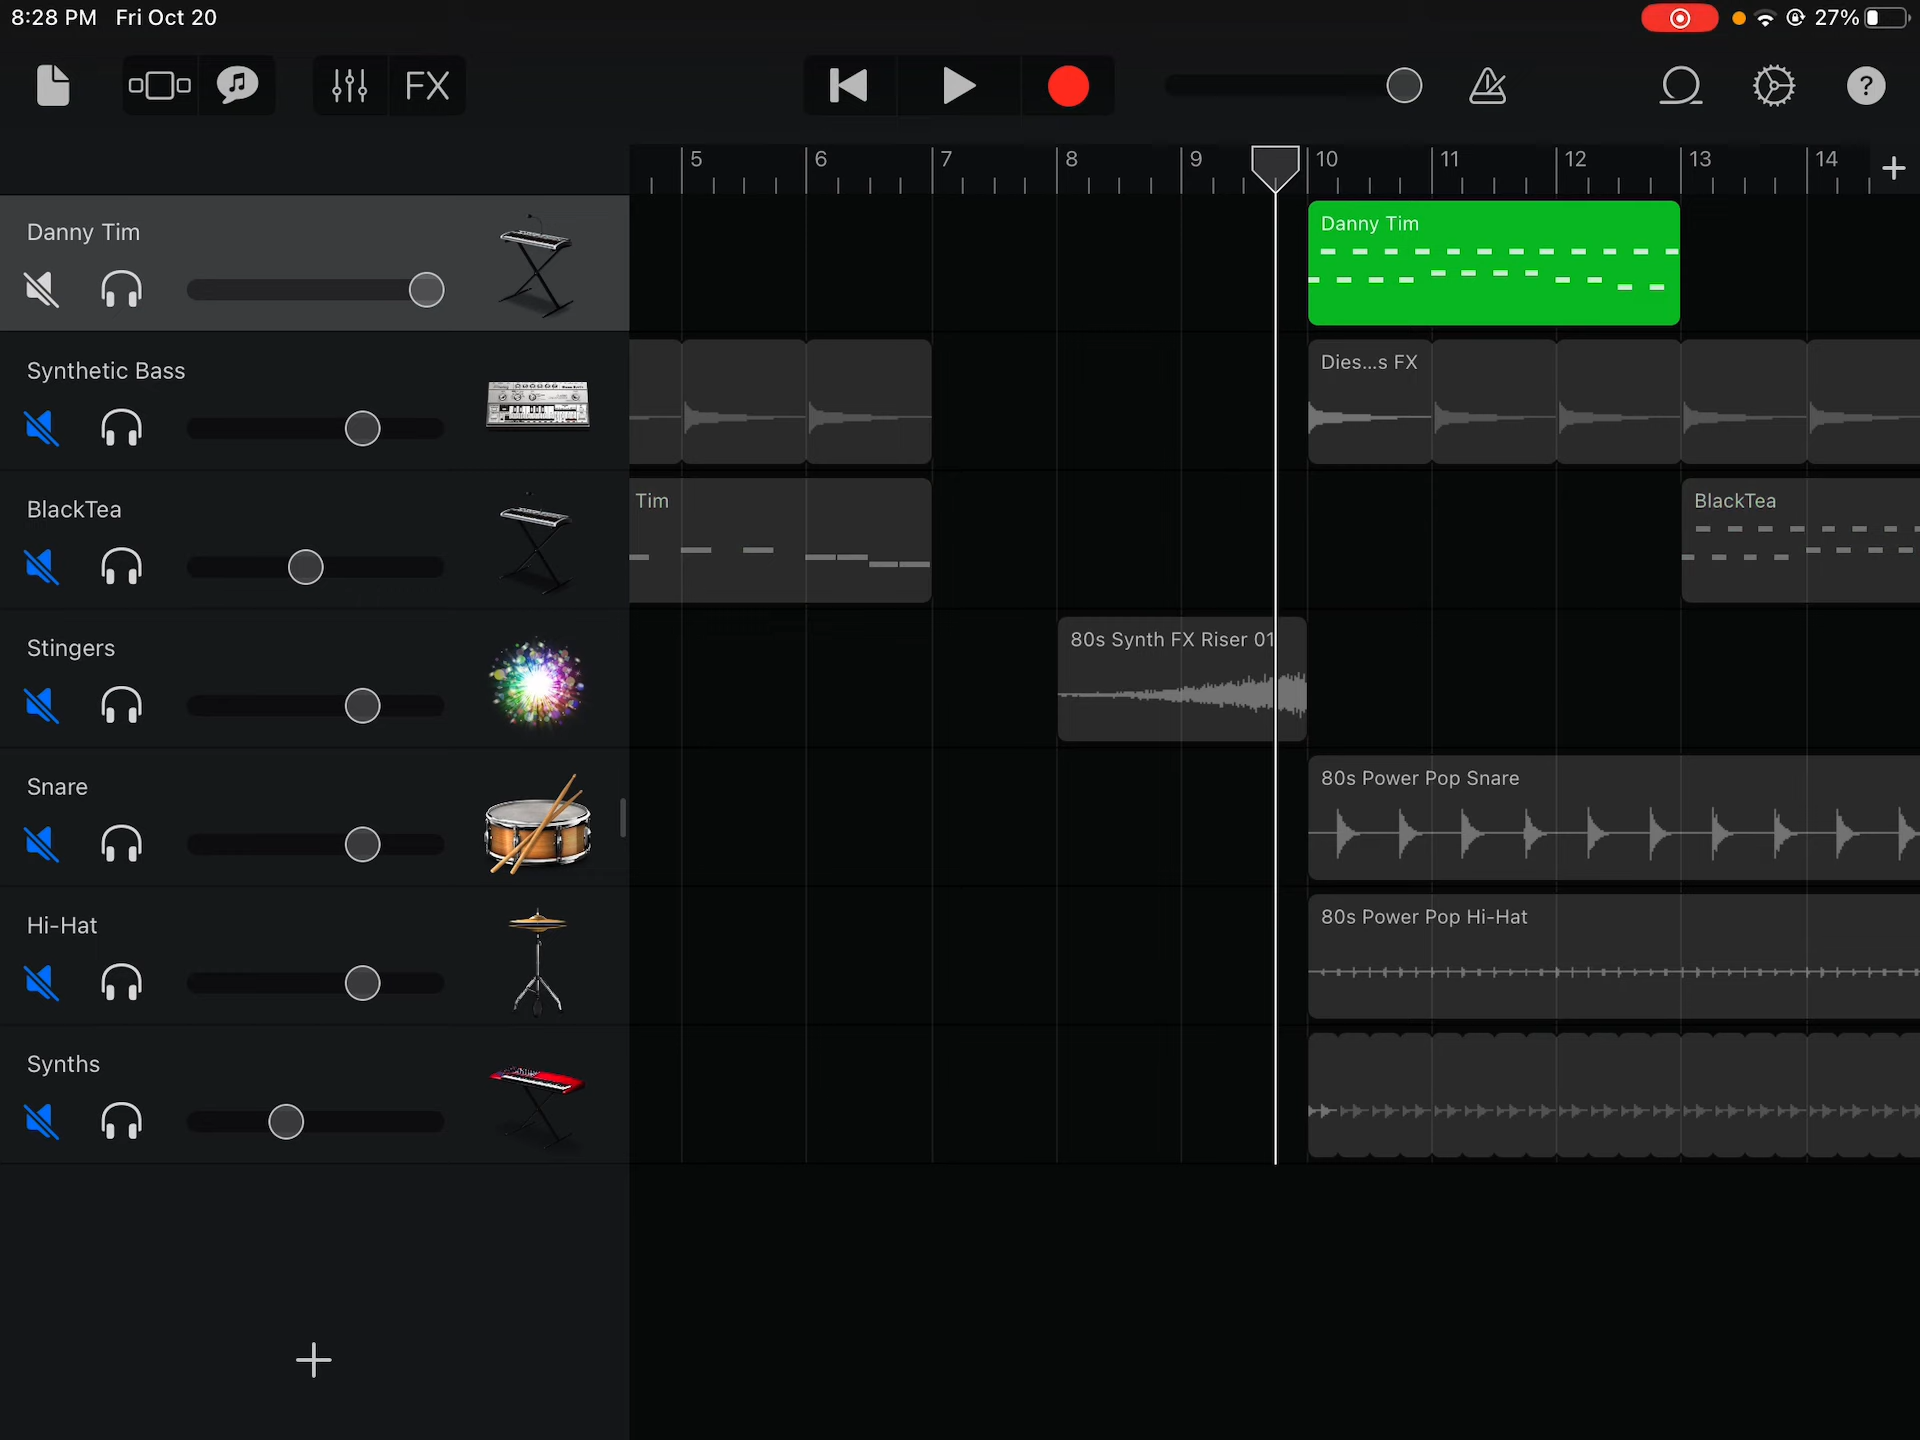 8:28 PM Fri Oct 20
27%
FX
?
5 6 7 8 9 10 11 12 13 14
Danny Tim
Danny Tim
Synthetic Bass
Dies...s FX
BlackTea
Tim
BlackTea
Stingers
80s Synth FX Riser 01
Snare
80s Power Pop Snare
Hi-Hat
80s Power Pop Hi-Hat
Synths